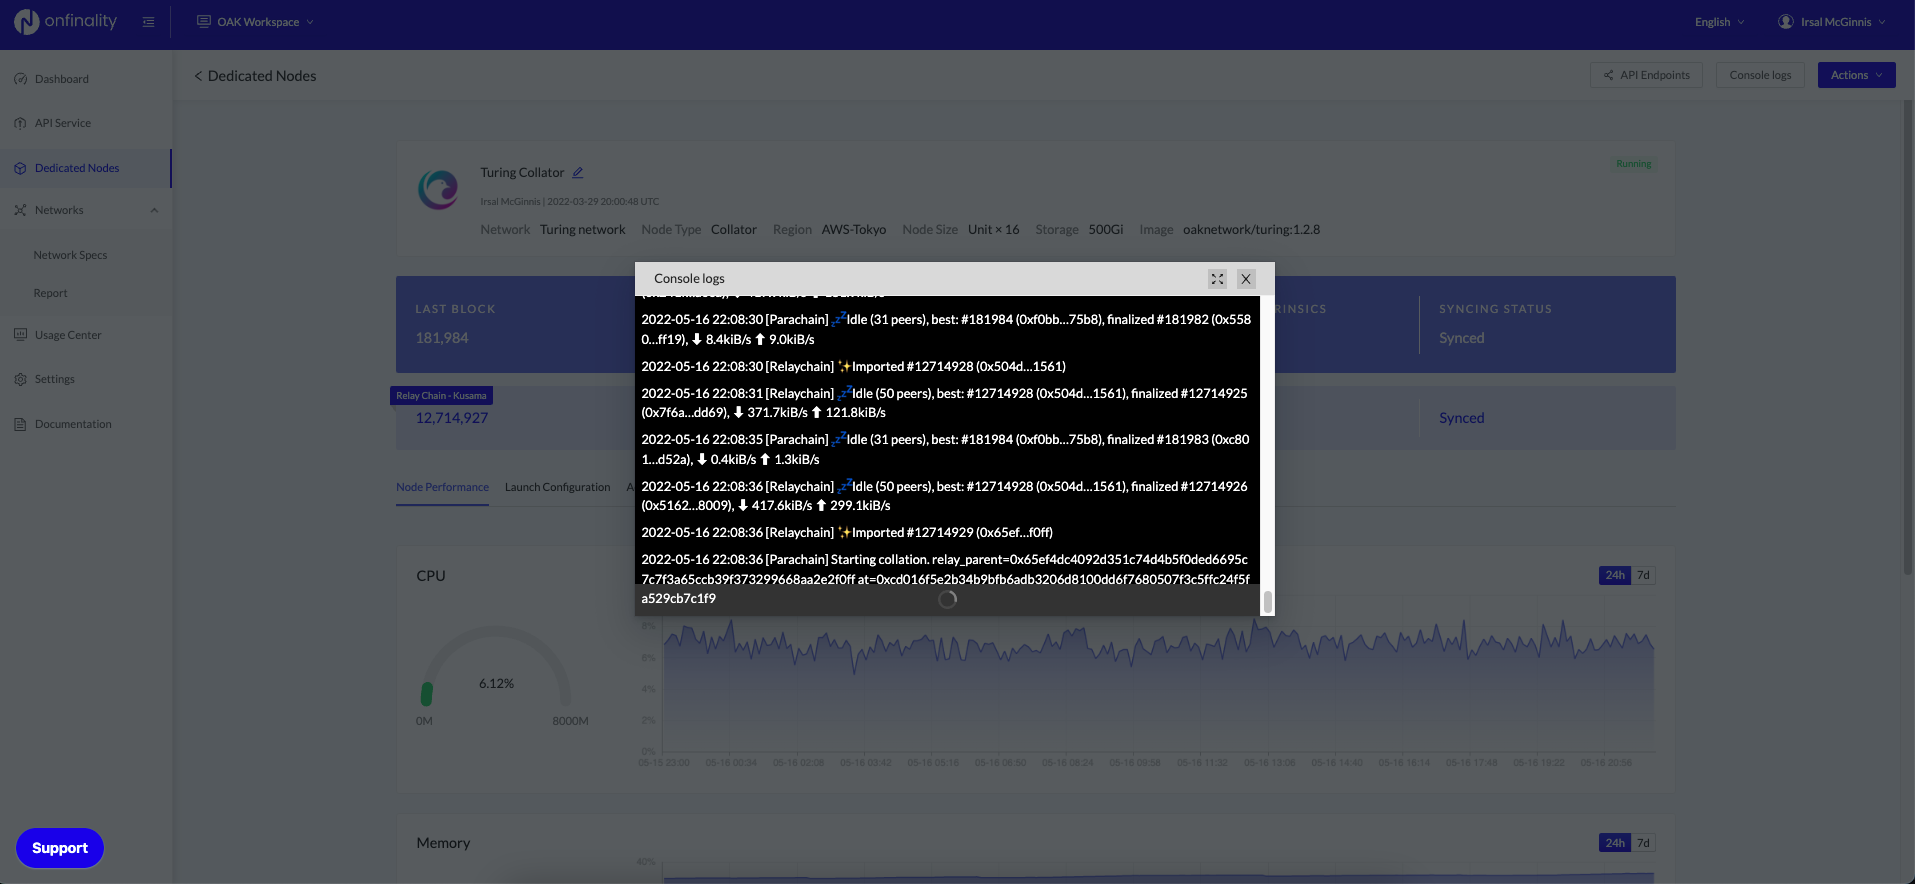 onfinality
OAK Workspace
English
Irsal McGinnis
Dashboard
API Service
Dedicated Nodes
Networks
Network Specs
Report
Usage Center
Settings
Documentation
Support
< Dedicated Nodes
API Endpoints
Console logs
Actions
Turing Collator
Running
Irsal McGinnis | 2022-03-29 20:00:48 UTC
Network Turing network Node Type Collator Region AWS-Tokyo Node Size Unit × 16 Storage 500Gi Image oaknetwork/turing:1.2.8
LAST BLOCK
181,984
RINSICS
SYNCING STATUS
Synced
Relay Chain - Kusama
12,714,927
Synced
Console logs
2022-05-16 22:08:30 [Parachain] 💤Idle (31 peers), best: #181984 (0xf0bb…75b8), finalized #181982 (0x558
0…ff19), ⬇ 8.4kiB/s ⬆ 9.0kiB/s
2022-05-16 22:08:30 [Relaychain] ✨Imported #12714928 (0x504d…1561)
2022-05-16 22:08:31 [Relaychain] 💤Idle (50 peers), best: #12714928 (0x504d…1561), finalized #12714925
(0x7f6a…dd69), ⬇ 371.7kiB/s ⬆ 121.8kiB/s
2022-05-16 22:08:35 [Parachain] 💤Idle (31 peers), best: #181984 (0xf0bb…75b8), finalized #181983 (0xc80
1…d52a), ⬇ 0.4kiB/s ⬆ 1.3kiB/s
2022-05-16 22:08:36 [Relaychain] 💤Idle (50 peers), best: #12714928 (0x504d…1561), finalized #12714926
(0x5162…8009), ⬇ 417.6kiB/s ⬆ 299.1kiB/s
2022-05-16 22:08:36 [Relaychain] ✨Imported #12714929 (0x65ef…f0ff)
2022-05-16 22:08:36 [Parachain] Starting collation. relay_parent=0x65ef4dc4092d351c74d4b5f0ded6695c
7c7f3a65ccb39f373299668aa2e2f0ff at=0xcd016f5e2b34b9bfb6adb3206d8100dd6f7680507f3c5ffc24f5f
a529cb7c1f9
Node Performance
Launch Configuration
A
CPU
24h 7d
6.12%
0M
8000M
8%
6%
4%
2%
0%
05-15 23:00 05-16 00:34 05-16 02:08 05-16 03:42 05-16 05:16 05-16 06:50 05-16 08:24 05-16 09:58 05-16 11:32 05-16 13:06 05-16 14:40 05-16 16:14 05-16 17:48 05-16 19:22 05-16 20:56
Memory
24h 7d
40%